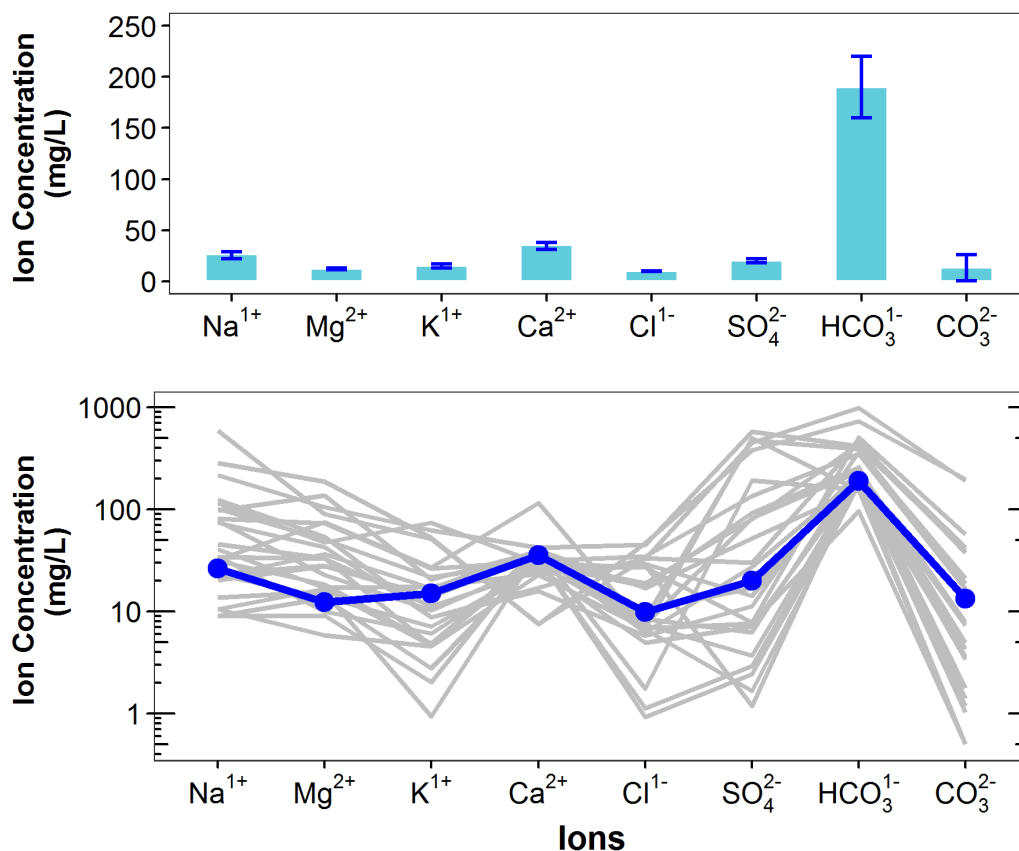 Ion Concentration
(mg/L)
250
200
150
100
50
0
Na¹⁺ Mg²⁺ K¹⁺ Ca²⁺ Cl¹⁻ SO₄²⁻ HCO₃¹⁻ CO₃²⁻
Ion Concentration
(mg/L)
1000
100
10
1
Na¹⁺ Mg²⁺ K¹⁺ Ca²⁺ Cl¹⁻ SO₄²⁻ HCO₃¹⁻ CO₃²⁻
Ions